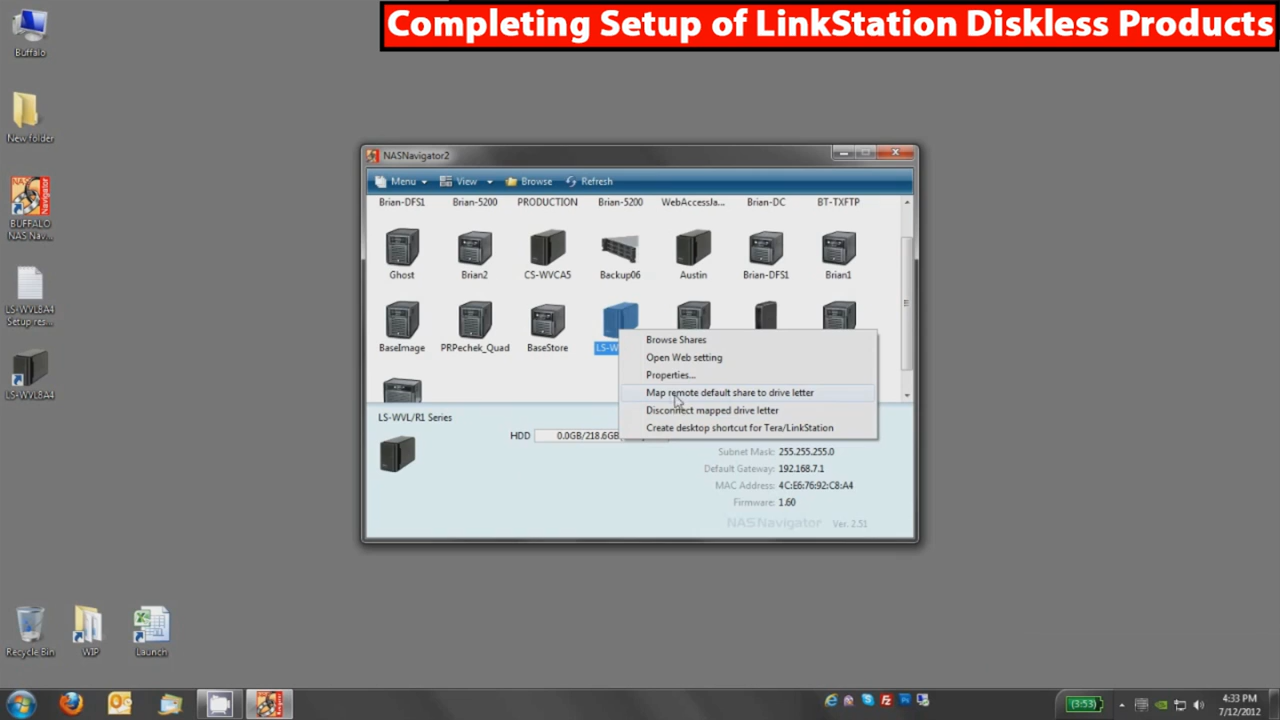 Completing Setup of LinkStation Diskless Products
Buffalo
New folder
BUFFALO
NAS Nav...
LS-WVL8A4
Setup res...
LS-WVL8A4
NASNavigator2
Menu View Browse Refresh
Brian-DFS1 Brian-5200 PRODUCTION Brian-5200 WebAccessJa... Brian-DC BT-TXFTP
Ghost Brian2 CS-WVCA5 Backup06 Austin Brian-DFS1 Brian1
BaseImage PRPechek_Quad BaseStore LS-W
Browse Shares
Open Web setting
Properties...
Map remote default share to drive letter
Disconnect mapped drive letter
Create desktop shortcut for Tera/LinkStation
LS-WVL/R1 Series
HDD 0.0GB/218.6GB
Subnet Mask: 255.255.255.0
Default Gateway: 192.168.7.1
MAC Address: 4C:E6:76:92:C8:A4
Firmware: 1.60
NASNavigator Ver. 2.51
Recycle Bin WIP Launch
(3:53)
4:33 PM
7/12/2012